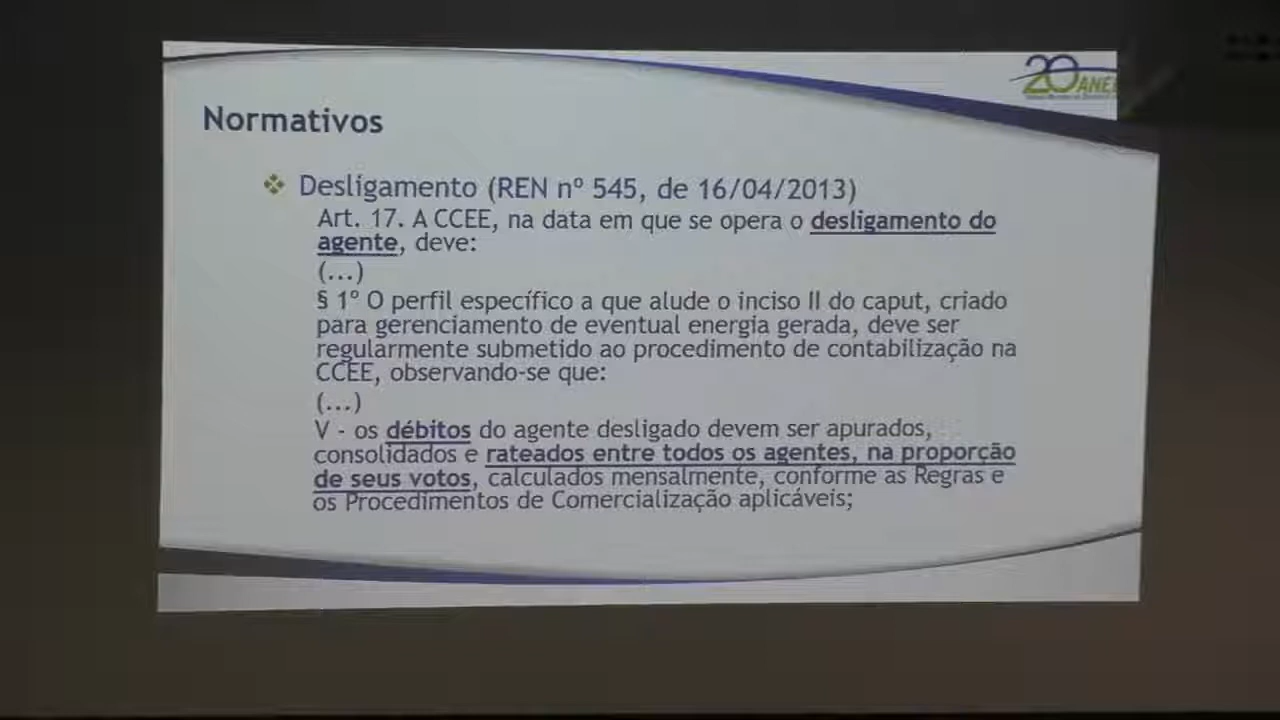 20
Normativos
Desligamento (REN nº 545, de 16/04/2013)
Art. 17. A CCEE, na data em que se opera o desligamento do
agente, deve:
(...)
§ 1º O perfil específico a que alude o inciso II do caput, criado
para gerenciamento de eventual energia gerada, deve ser
regularmente submetido ao procedimento de contabilização na
CCEE, observando-se que:
(...)
V - os débitos do agente desligado devem ser apurados,
consolidados e rateados entre todos os agentes, na proporção
de seus votos, calculados mensalmente, conforme as Regras e
os Procedimentos de Comercialização aplicáveis;